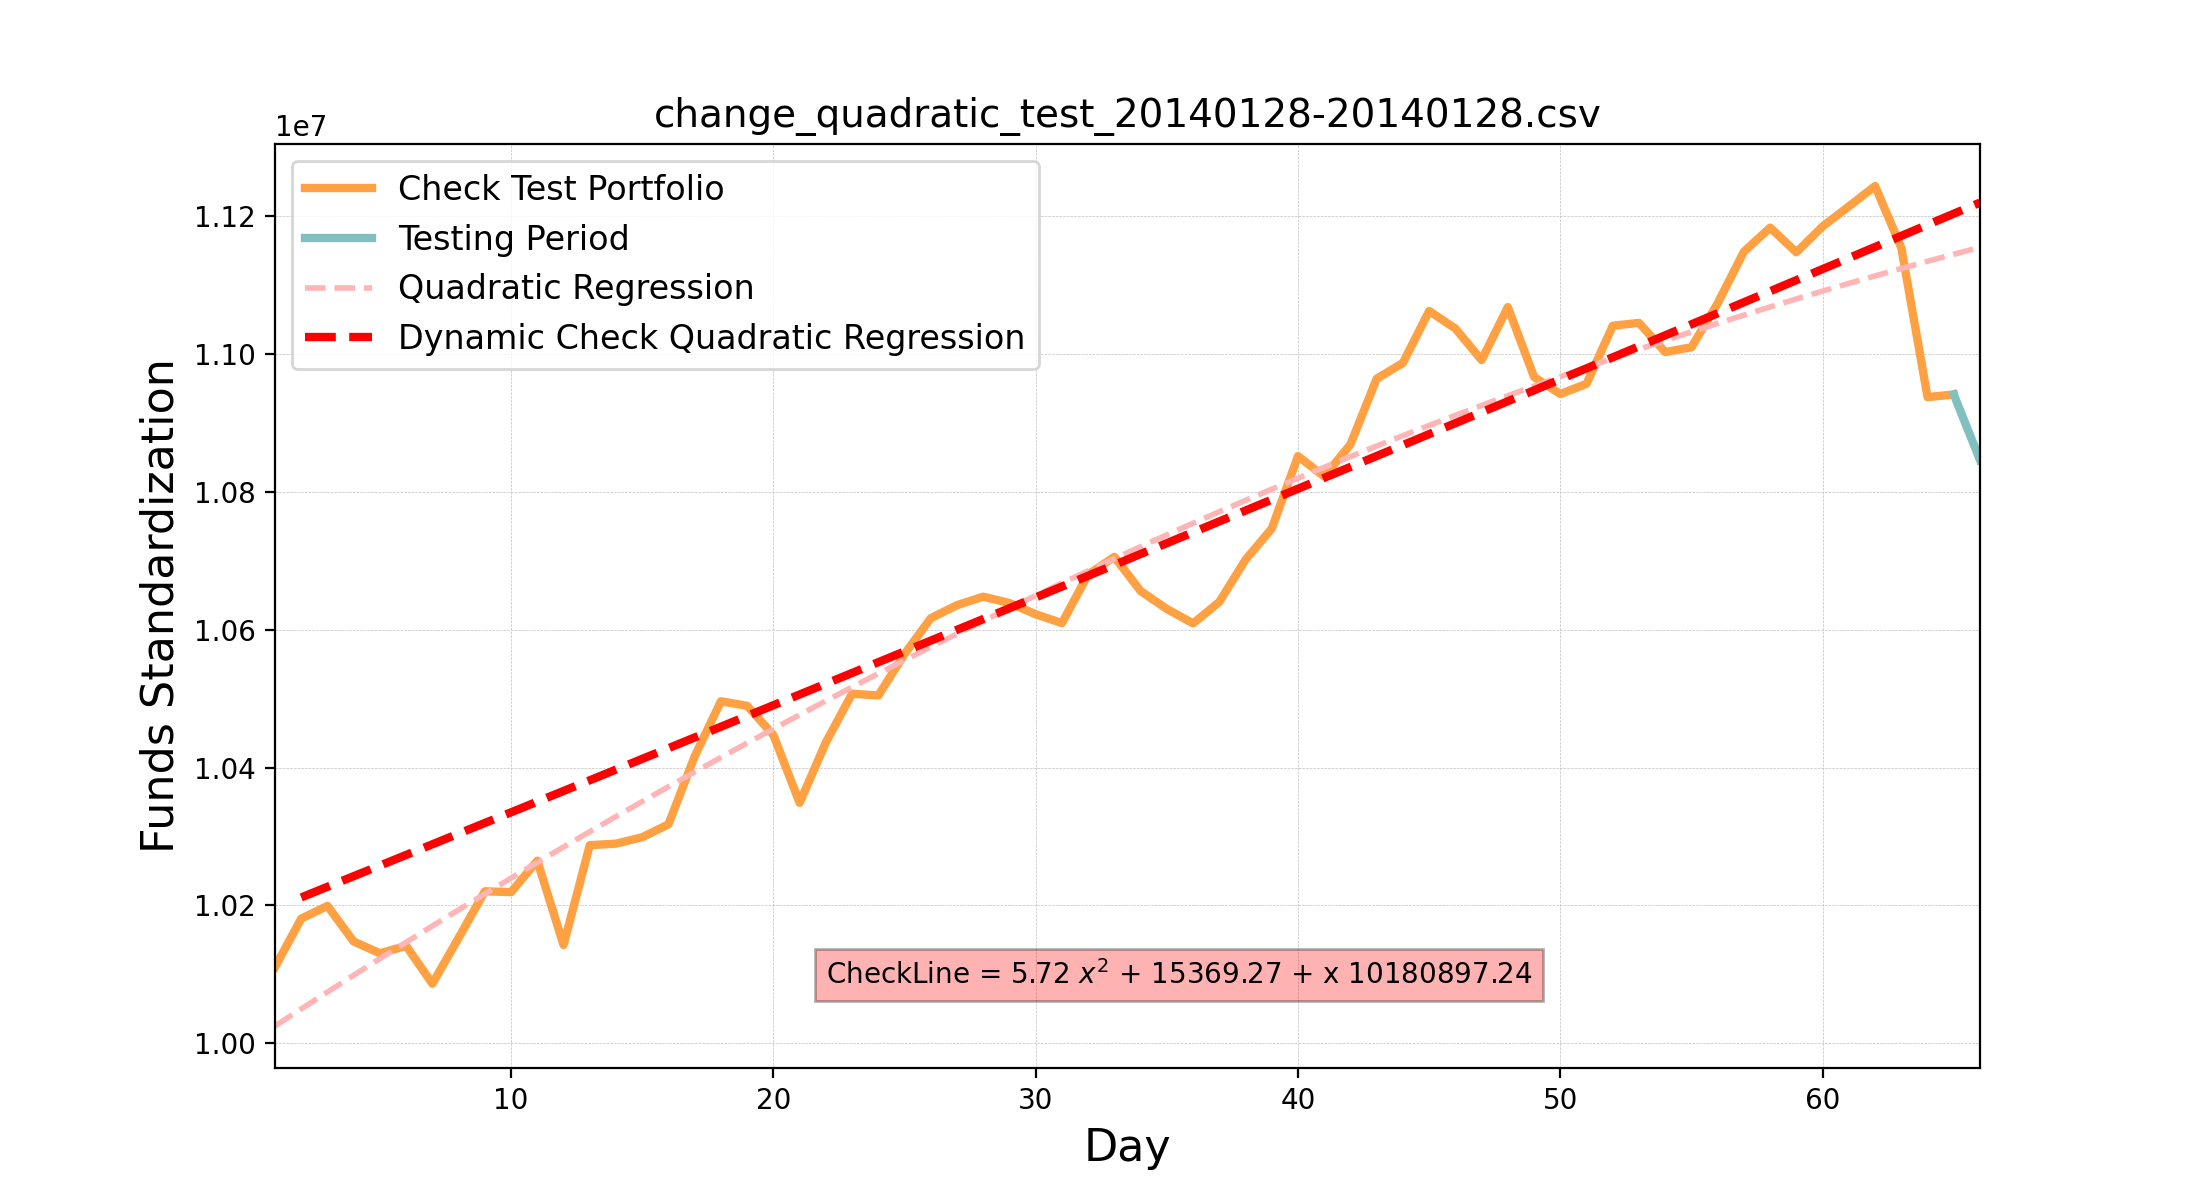 change_quadratic_test_20140128-20140128.csv
1e7
Check Test Portfolio
Testing Period
Quadratic Regression
Dynamic Check Quadratic Regression
1.12
1.10
1.08
1.06
1.04
1.02
1.00
Funds Standardization
CheckLine = 5.72 x² + 15369.27 + x 10180897.24
10 20 30 40 50 60
Day